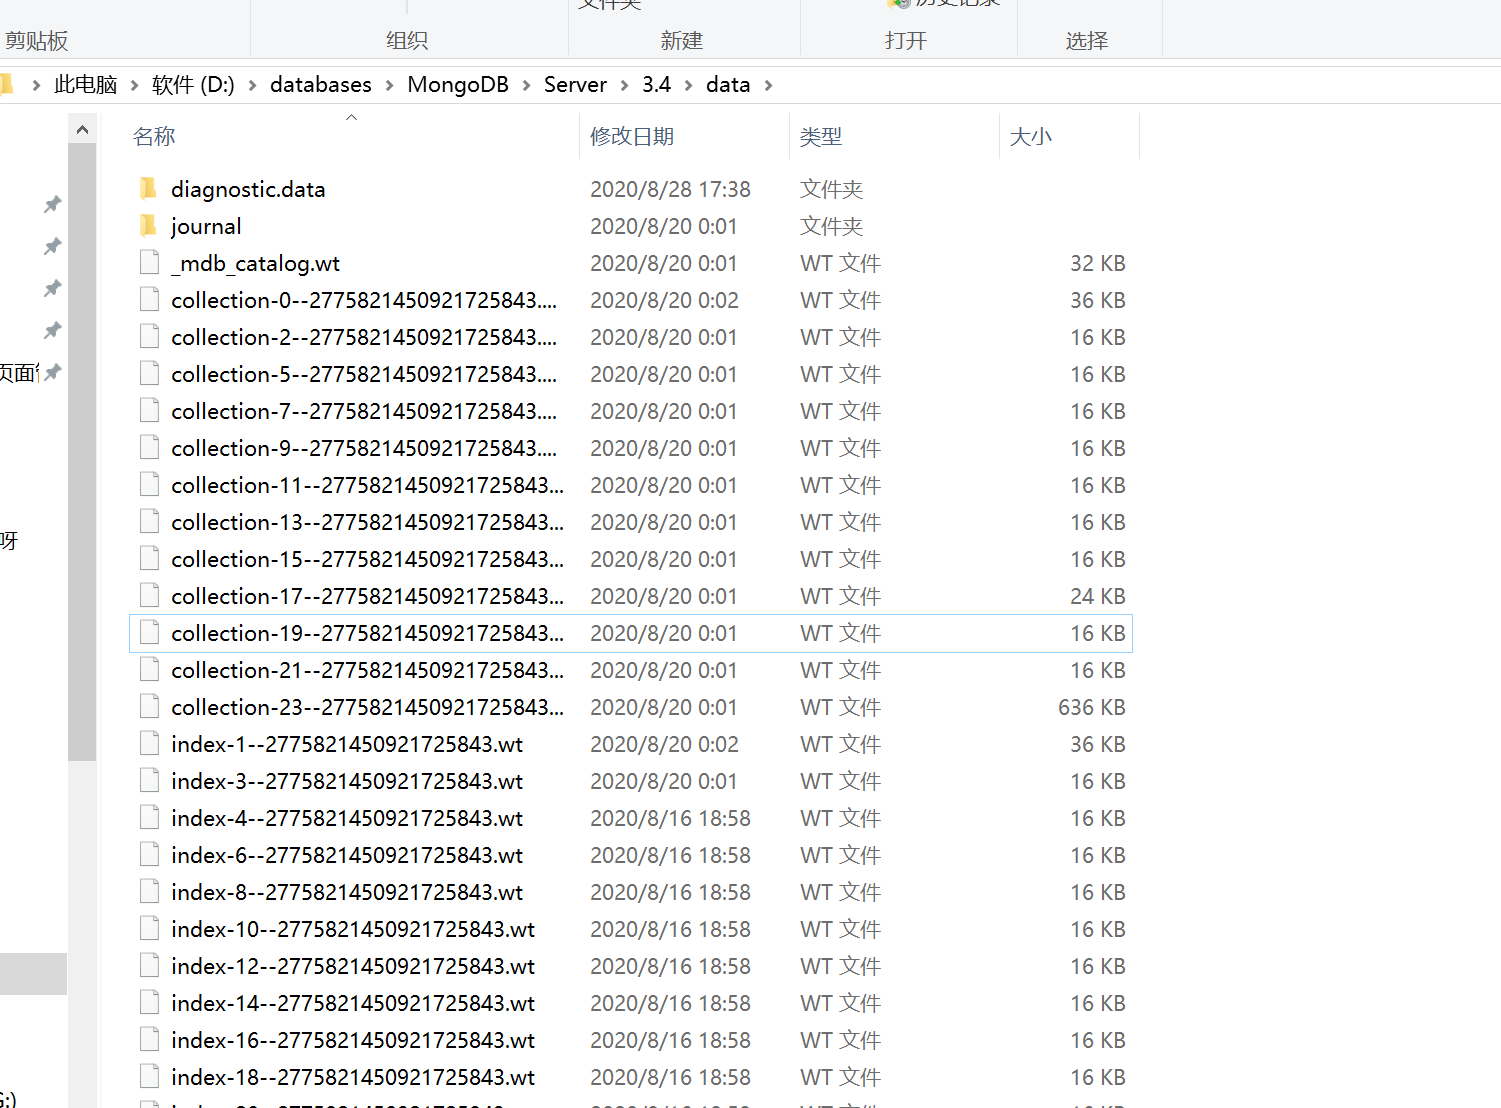 文件夹
历史记录
剪贴板
组织
新建
打开
选择
› 此电脑 › 软件 (D:) › databases › MongoDB › Server › 3.4 › data ›
名称 修改日期 类型 大小
diagnostic.data 2020/8/28 17:38 文件夹
journal 2020/8/20 0:01 文件夹
_mdb_catalog.wt 2020/8/20 0:01 WT 文件 32 KB
collection-0--2775821450921725843.... 2020/8/20 0:02 WT 文件 36 KB
collection-2--2775821450921725843.... 2020/8/20 0:01 WT 文件 16 KB
collection-5--2775821450921725843.... 2020/8/20 0:01 WT 文件 16 KB
页面
collection-7--2775821450921725843.... 2020/8/20 0:01 WT 文件 16 KB
collection-9--2775821450921725843.... 2020/8/20 0:01 WT 文件 16 KB
collection-11--2775821450921725843... 2020/8/20 0:01 WT 文件 16 KB
collection-13--2775821450921725843... 2020/8/20 0:01 WT 文件 16 KB
呀
collection-15--2775821450921725843... 2020/8/20 0:01 WT 文件 16 KB
collection-17--2775821450921725843... 2020/8/20 0:01 WT 文件 24 KB
collection-19--2775821450921725843... 2020/8/20 0:01 WT 文件 16 KB
collection-21--2775821450921725843... 2020/8/20 0:01 WT 文件 16 KB
collection-23--2775821450921725843... 2020/8/20 0:01 WT 文件 636 KB
index-1--2775821450921725843.wt 2020/8/20 0:02 WT 文件 36 KB
index-3--2775821450921725843.wt 2020/8/20 0:01 WT 文件 16 KB
index-4--2775821450921725843.wt 2020/8/16 18:58 WT 文件 16 KB
index-6--2775821450921725843.wt 2020/8/16 18:58 WT 文件 16 KB
index-8--2775821450921725843.wt 2020/8/16 18:58 WT 文件 16 KB
index-10--2775821450921725843.wt 2020/8/16 18:58 WT 文件 16 KB
index-12--2775821450921725843.wt 2020/8/16 18:58 WT 文件 16 KB
index-14--2775821450921725843.wt 2020/8/16 18:58 WT 文件 16 KB
index-16--2775821450921725843.wt 2020/8/16 18:58 WT 文件 16 KB
index-18--2775821450921725843.wt 2020/8/16 18:58 WT 文件 16 KB